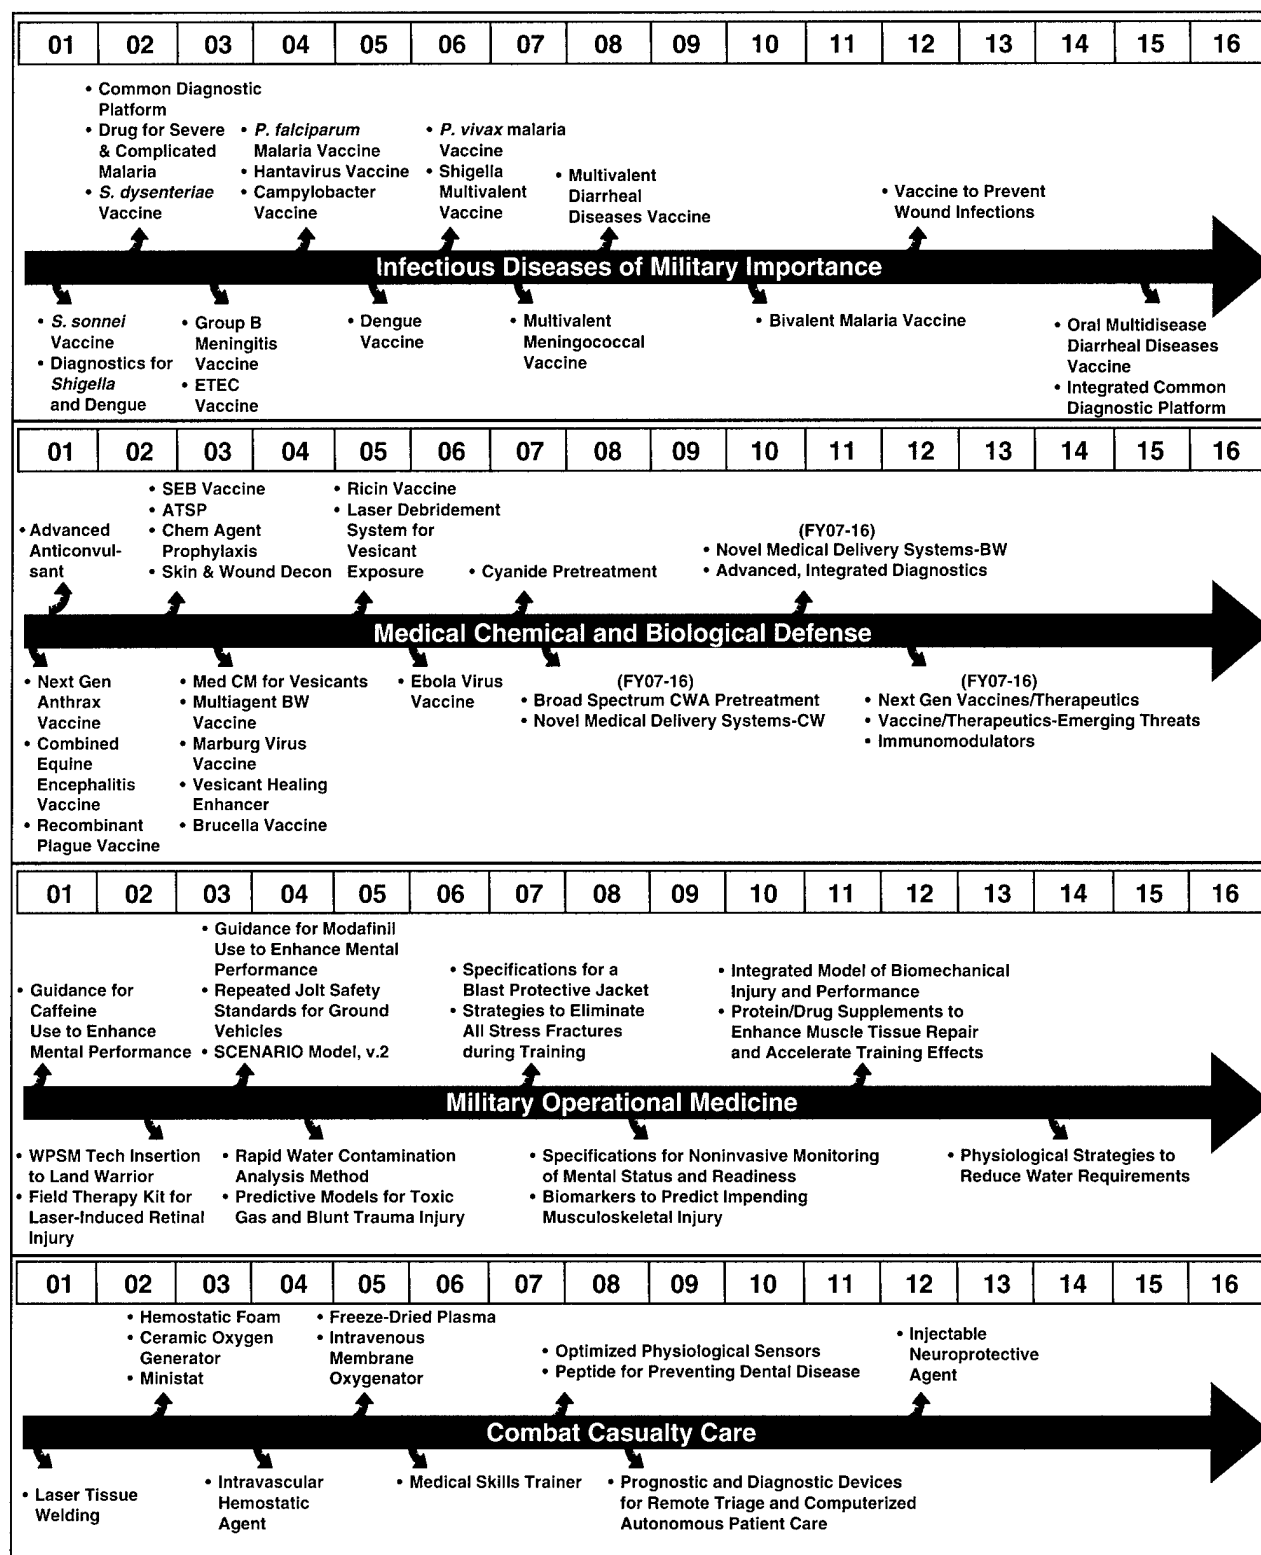 01 02 03 04 05 06 07 08 09 10 11 12 13 14 15 16
• Common Diagnostic
Platform
• Drug for Severe
& Complicated
Malaria
• S. dysenteriae
Vaccine
• P. falciparum
Malaria Vaccine
• Hantavirus Vaccine
• Campylobacter
Vaccine
• P. vivax malaria
Vaccine
• Shigella
Multivalent
Vaccine
• Multivalent
Diarrheal
Diseases Vaccine
• Vaccine to Prevent
Wound Infections
Infectious Diseases of Military Importance
• S. sonnei
Vaccine
• Diagnostics for
Shigella
and Dengue
• Group B
Meningitis
Vaccine
• ETEC
Vaccine
• Dengue
Vaccine
• Multivalent
Meningococcal
Vaccine
• Bivalent Malaria Vaccine
• Oral Multidisease
Diarrheal Diseases
Vaccine
• Integrated Common
Diagnostic Platform
01 02 03 04 05 06 07 08 09 10 11 12 13 14 15 16
• Advanced
Anticonvul-
sant
• SEB Vaccine
• ATSP
• Chem Agent
Prophylaxis
• Skin & Wound Decon
• Ricin Vaccine
• Laser Debridement
System for
Vesicant
Exposure
• Cyanide Pretreatment
(FY07-16)
• Novel Medical Delivery Systems-BW
• Advanced, Integrated Diagnostics
Medical Chemical and Biological Defense
• Next Gen
Anthrax
Vaccine
• Combined
Equine
Encephalitis
Vaccine
• Recombinant
Plague Vaccine
• Med CM for Vesicants
• Multiagent BW
Vaccine
• Marburg Virus
Vaccine
• Vesicant Healing
Enhancer
• Brucella Vaccine
• Ebola Virus
Vaccine
(FY07-16)
• Broad Spectrum CWA Pretreatment
• Novel Medical Delivery Systems-CW
(FY07-16)
• Next Gen Vaccines/Therapeutics
• Vaccine/Therapeutics-Emerging Threats
• Immunomodulators
01 02 03 04 05 06 07 08 09 10 11 12 13 14 15 16
• Guidance for
Caffeine
Use to Enhance
Mental Performance
• Guidance for Modafinil
Use to Enhance Mental
Performance
• Repeated Jolt Safety
Standards for Ground
Vehicles
• SCENARIO Model, v.2
• Specifications for a
Blast Protective Jacket
• Strategies to Eliminate
All Stress Fractures
during Training
• Integrated Model of Biomechanical
Injury and Performance
• Protein/Drug Supplements to
Enhance Muscle Tissue Repair
and Accelerate Training Effects
Military Operational Medicine
• WPSM Tech Insertion
to Land Warrior
• Field Therapy Kit for
Laser-Induced Retinal
Injury
• Rapid Water Contamination
Analysis Method
• Predictive Models for Toxic
Gas and Blunt Trauma Injury
• Specifications for Noninvasive Monitoring
of Mental Status and Readiness
• Biomarkers to Predict Impending
Musculoskeletal Injury
• Physiological Strategies to
Reduce Water Requirements
01 02 03 04 05 06 07 08 09 10 11 12 13 14 15 16
• Hemostatic Foam
• Ceramic Oxygen
Generator
• Ministat
• Freeze-Dried Plasma
• Intravenous
Membrane
Oxygenator
• Optimized Physiological Sensors
• Peptide for Preventing Dental Disease
• Injectable
Neuroprotective
Agent
Combat Casualty Care
• Laser Tissue
Welding
• Intravascular
Hemostatic
Agent
• Medical Skills Trainer
• Prognostic and Diagnostic Devices
for Remote Triage and Computerized
Autonomous Patient Care